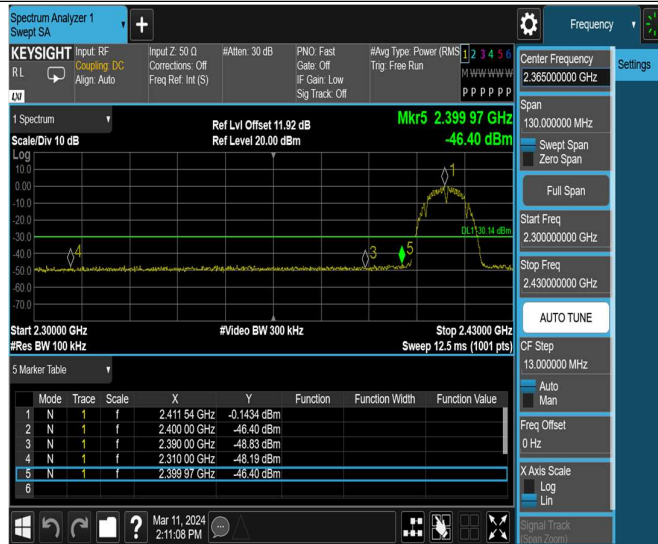 Spectrum Analyzer 1
Swept SA
+
Frequency
KEYSIGHT
RL
LXI
Input: RF
Coupling: DC
Align: Auto
Input Z: 50 Ω
Corrections: Off
Freq Ref: Int (S)
#Atten: 30 dB
PNO: Fast
Gate: Off
IF Gain: Low
Sig Track: Off
#Avg Type: Power (RMS
Trig: Free Run
1 2 3 4 5 6
M W W W W W
P P P P P P
1 Spectrum
Scale/Div 10 dB
Ref Lvl Offset 11.92 dB
Ref Level 20.00 dBm
Mkr5 2.399 97 GHz
-46.40 dBm
Log
10.0
0.00
-10.0
-20.0
-30.0
-40.0
-50.0
-60.0
-70.0
1
DL1 -30.14 dBm
4
3
5
Start 2.30000 GHz
#Res BW 100 kHz
#Video BW 300 kHz
Stop 2.43000 GHz
Sweep 12.5 ms (1001 pts)
5 Marker Table
Mode Trace Scale X Y Function Function Width Function Value
1 N 1 f 2.411 54 GHz -0.1434 dBm
2 N 1 f 2.400 00 GHz -46.40 dBm
3 N 1 f 2.390 00 GHz -48.83 dBm
4 N 1 f 2.310 00 GHz -48.19 dBm
5 N 1 f 2.399 97 GHz -46.40 dBm
6
Mar 11, 2024
2:11:08 PM
?
Center Frequency
2.365000000 GHz
Settings
Span
130.000000 MHz
Swept Span
Zero Span
Full Span
Start Freq
2.300000000 GHz
Stop Freq
2.430000000 GHz
AUTO TUNE
CF Step
13.000000 MHz
Auto
Man
Freq Offset
0 Hz
X Axis Scale
Log
Lin
Signal Track
(Span Zoom)